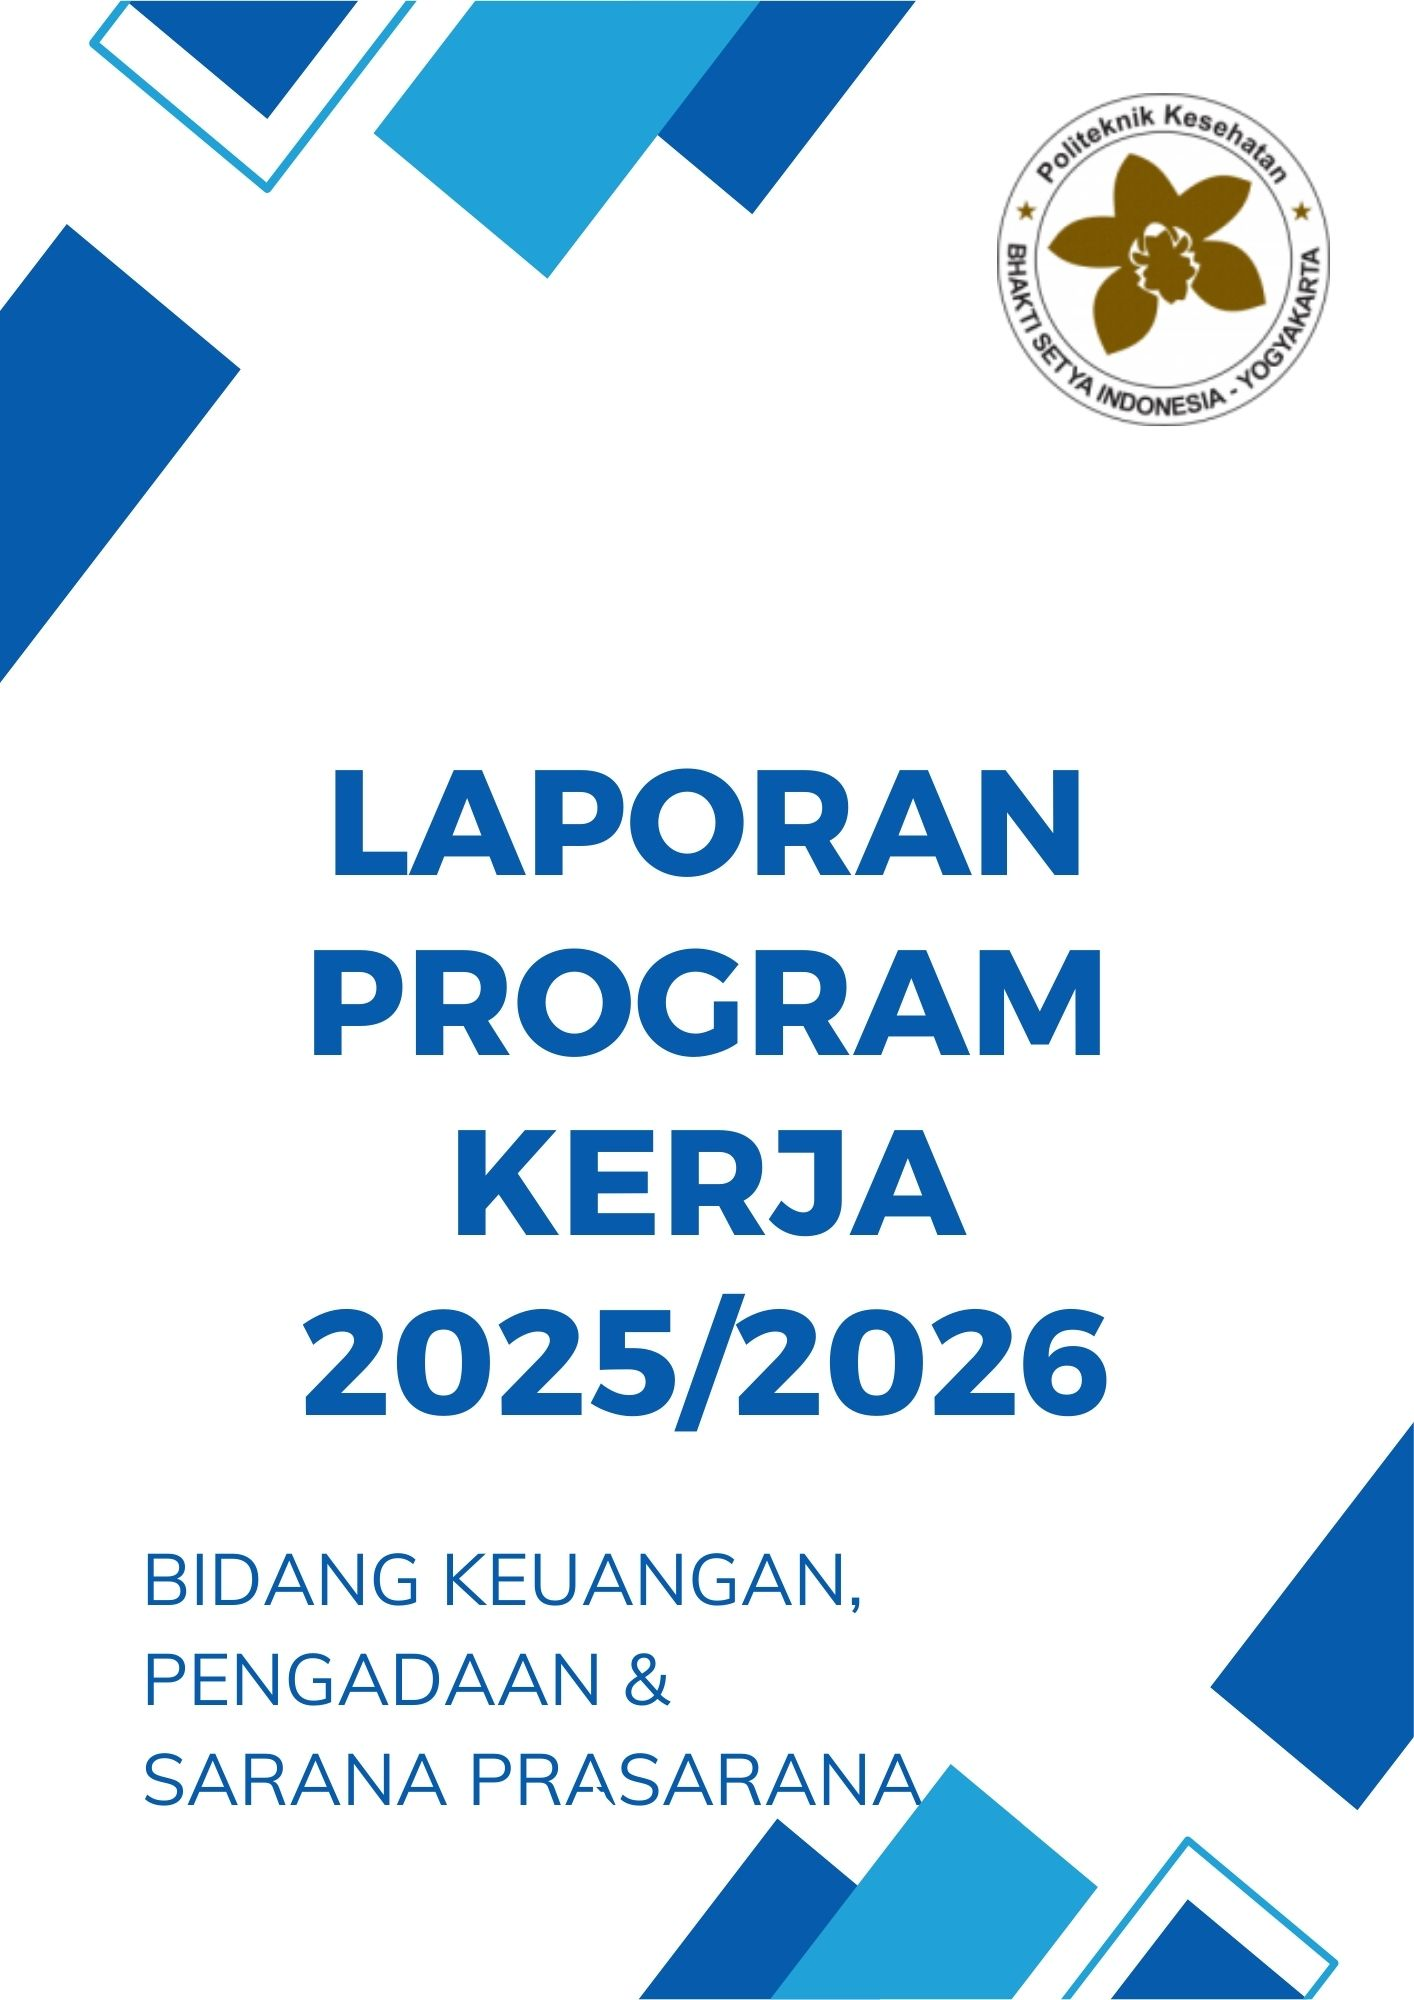 Politeknik Kesehatan
BHAKTI SETYA INDONESIA - YOGYAKARTA
LAPORAN
PROGRAM
KERJA
2025/2026
BIDANG KEUANGAN,
PENGADAAN &
SARANA PRASARANA